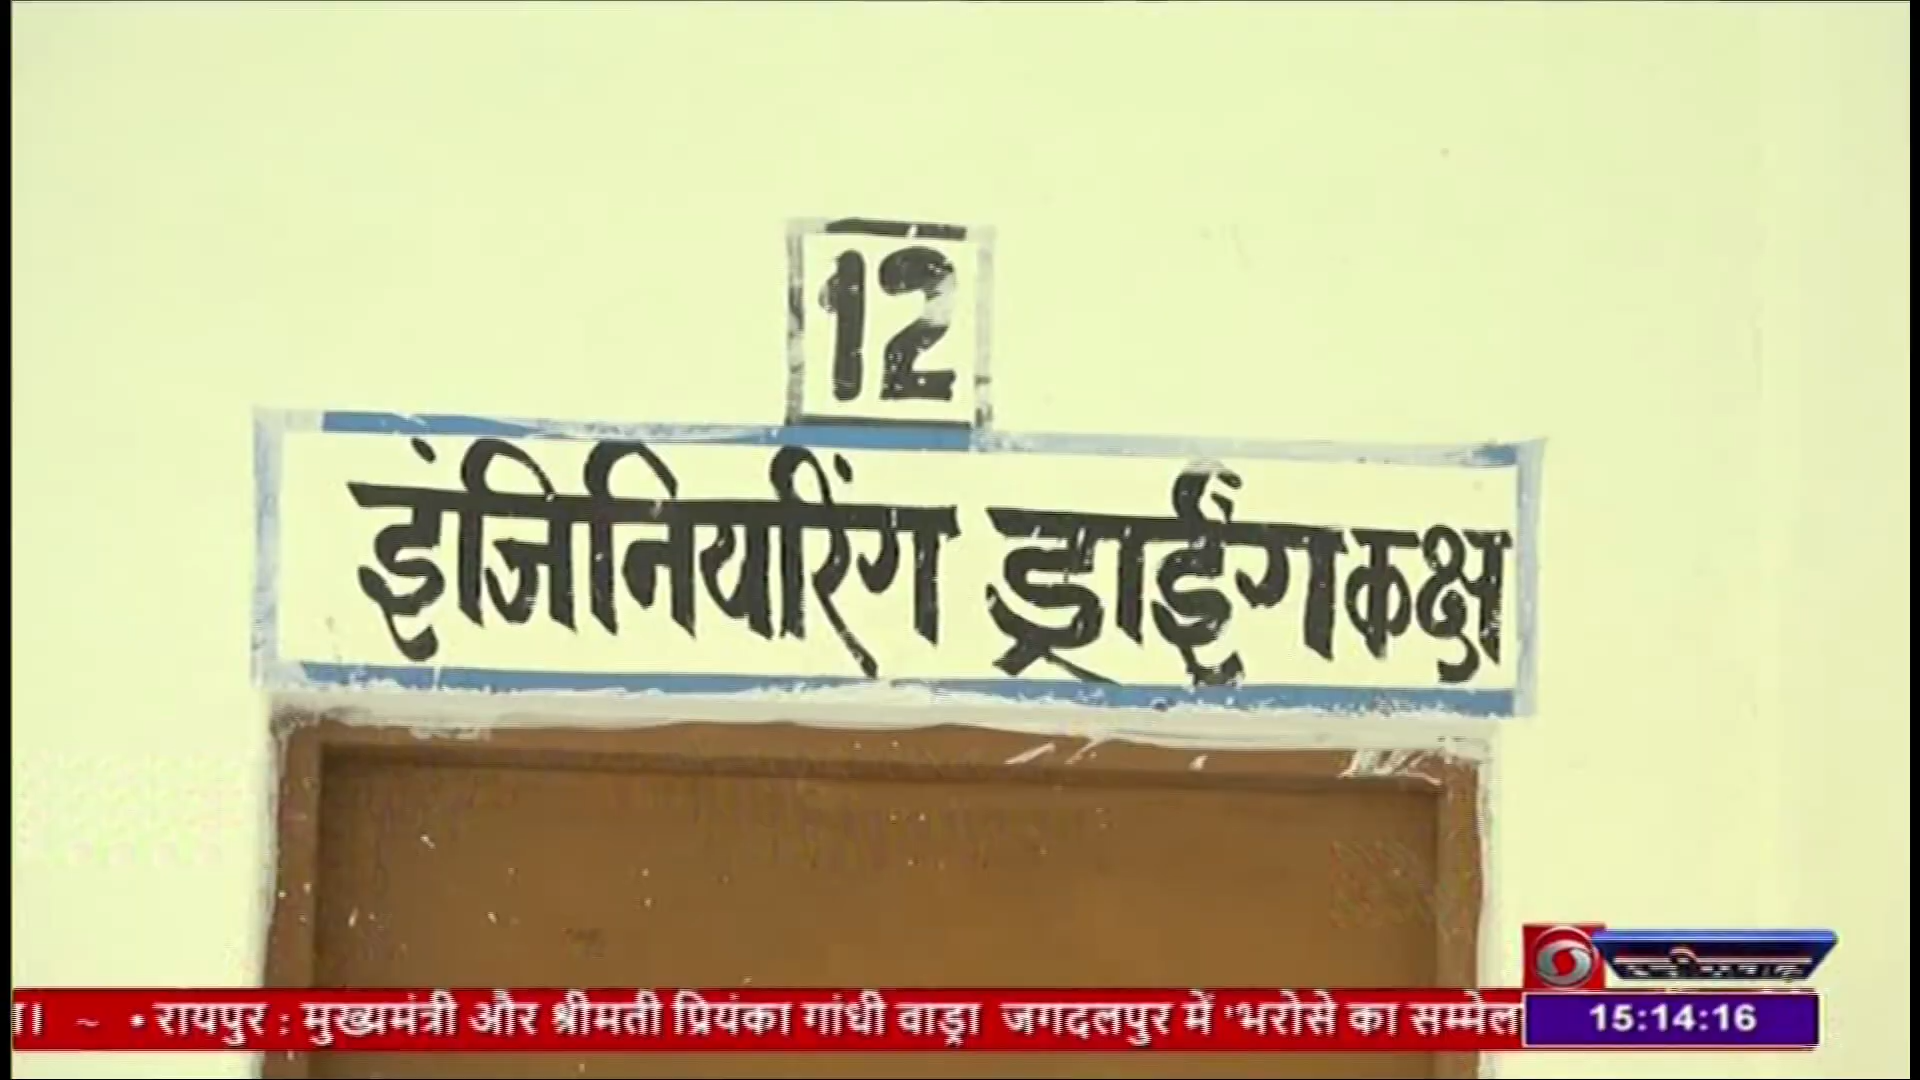 12
इंजिनियरिंग ड्राईंग कक्ष
।। ~ • रायपुर : मुख्यमंत्री और श्रीमती प्रियंका गांधी वाड्रा जगदलपुर में 'भरोसे का सम्मेल
15:14:16